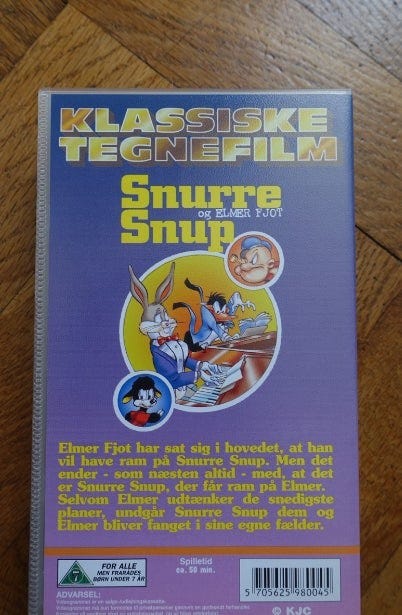 KLASSISKE
TEGNEFILM
Snurre
og ELMER FJOT
Snup
Elmer Fjot har sat sig i hovedet, at han
vil have ram på Snurre Snup. Men det
ender - som næsten altid - med, at det
er Snurre Snup, der får ram på Elmer.
Selvom Elmer udtænker de snedigste
planer, undgår Snurre Snup dem og
Elmer bliver fanget i sine egne fælder.
7
FOR ALLE
MEN FRARÅDES
BØRN UNDER 7 ÅR
Spilletid
ca. 50 min.
5 705625 980045
ADVARSEL:
© KJC